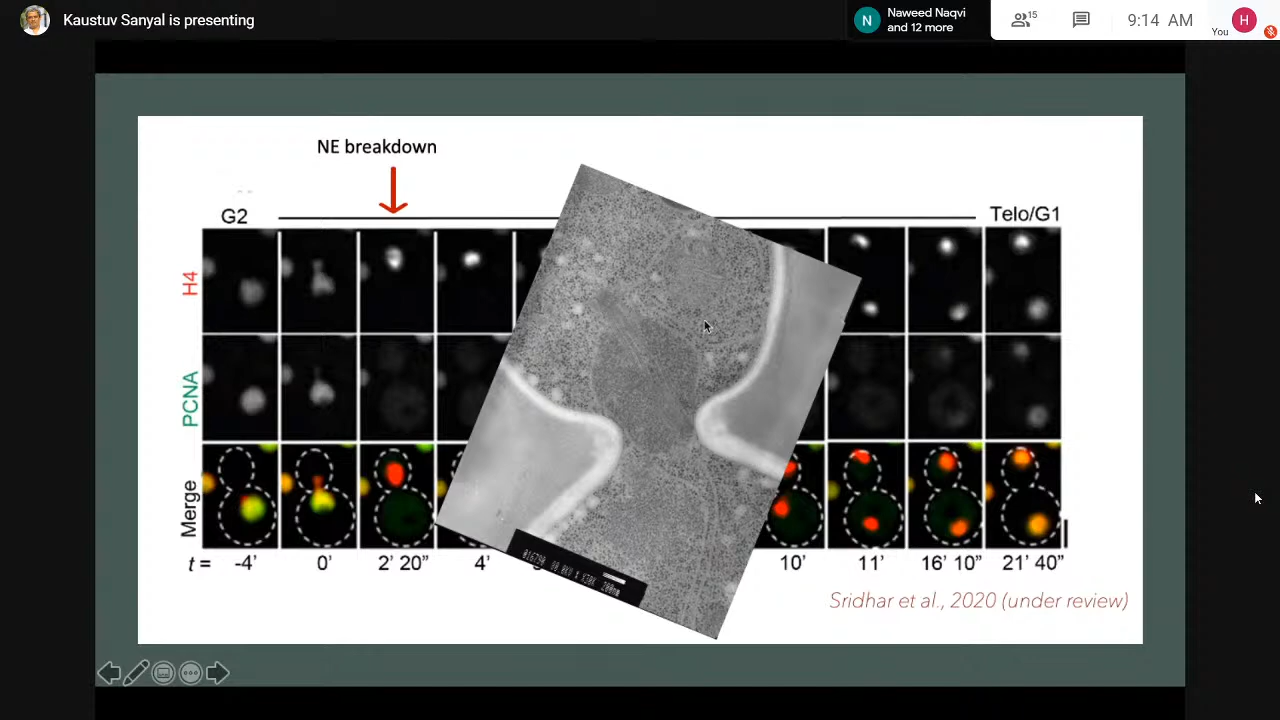 Kaustuv Sanyal is presenting
N
Naweed Naqvi
and 12 more
15
9:14 AM
You
H
NE breakdown
G2
Telo/G1
H4
PCNA
Merge
t = -4’ 0’ 2’ 20” 4’ 10’ 11’ 16’ 10” 21’ 40”
200nm
Sridhar et al., 2020 (under review)